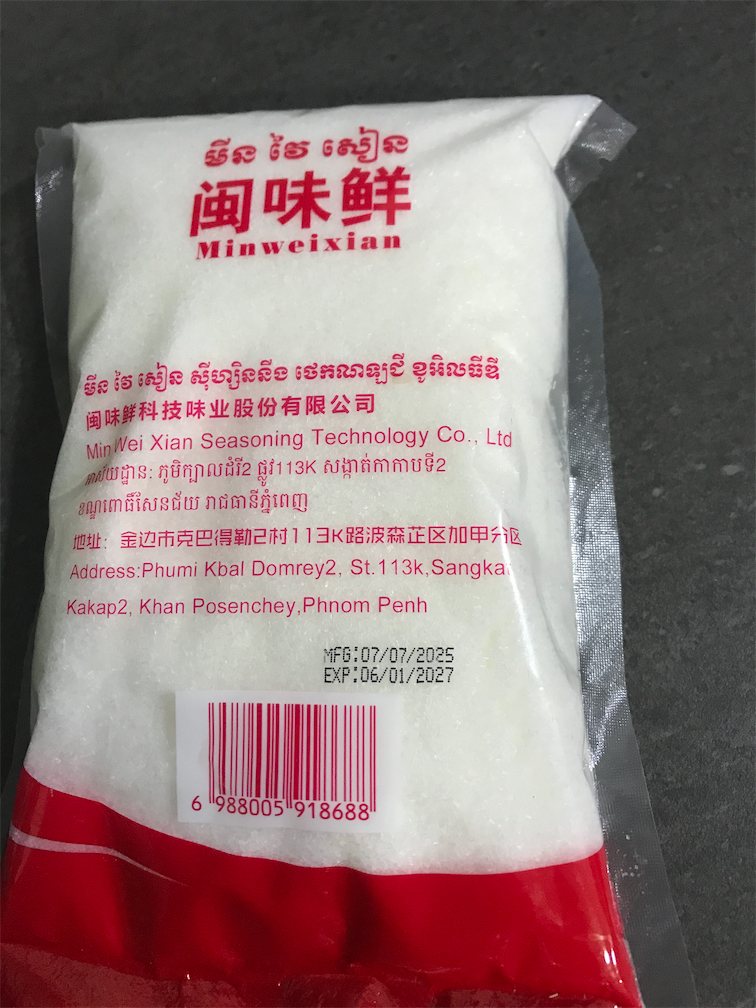 មីន វៃ សៀន
闽味鲜
Minweixian
មីន វៃ សៀន ស៊ីហ្សិននីង ថេកណឡូជី ខូអិលធីឌី
闽味鲜科技味业股份有限公司
Min Wei Xian Seasoning Technology Co., Ltd
អាស័យដ្ឋាន: ភូមិក្បាលដំរី2 ផ្លូវ113K សង្កាត់កាកាបទី2
ខណ្ឌពោធិ៍សែនជ័យ រាជធានីភ្នំពេញ
地址: 金边市克巴得勒2村113K路波森芷区加甲分区
Address:Phumi Kbal Domrey2, St.113k,Sangka
Kakap2, Khan Posenchey,Phnom Penh
MFG:07/07/2025
EXP:06/01/2027
6 988005 918688